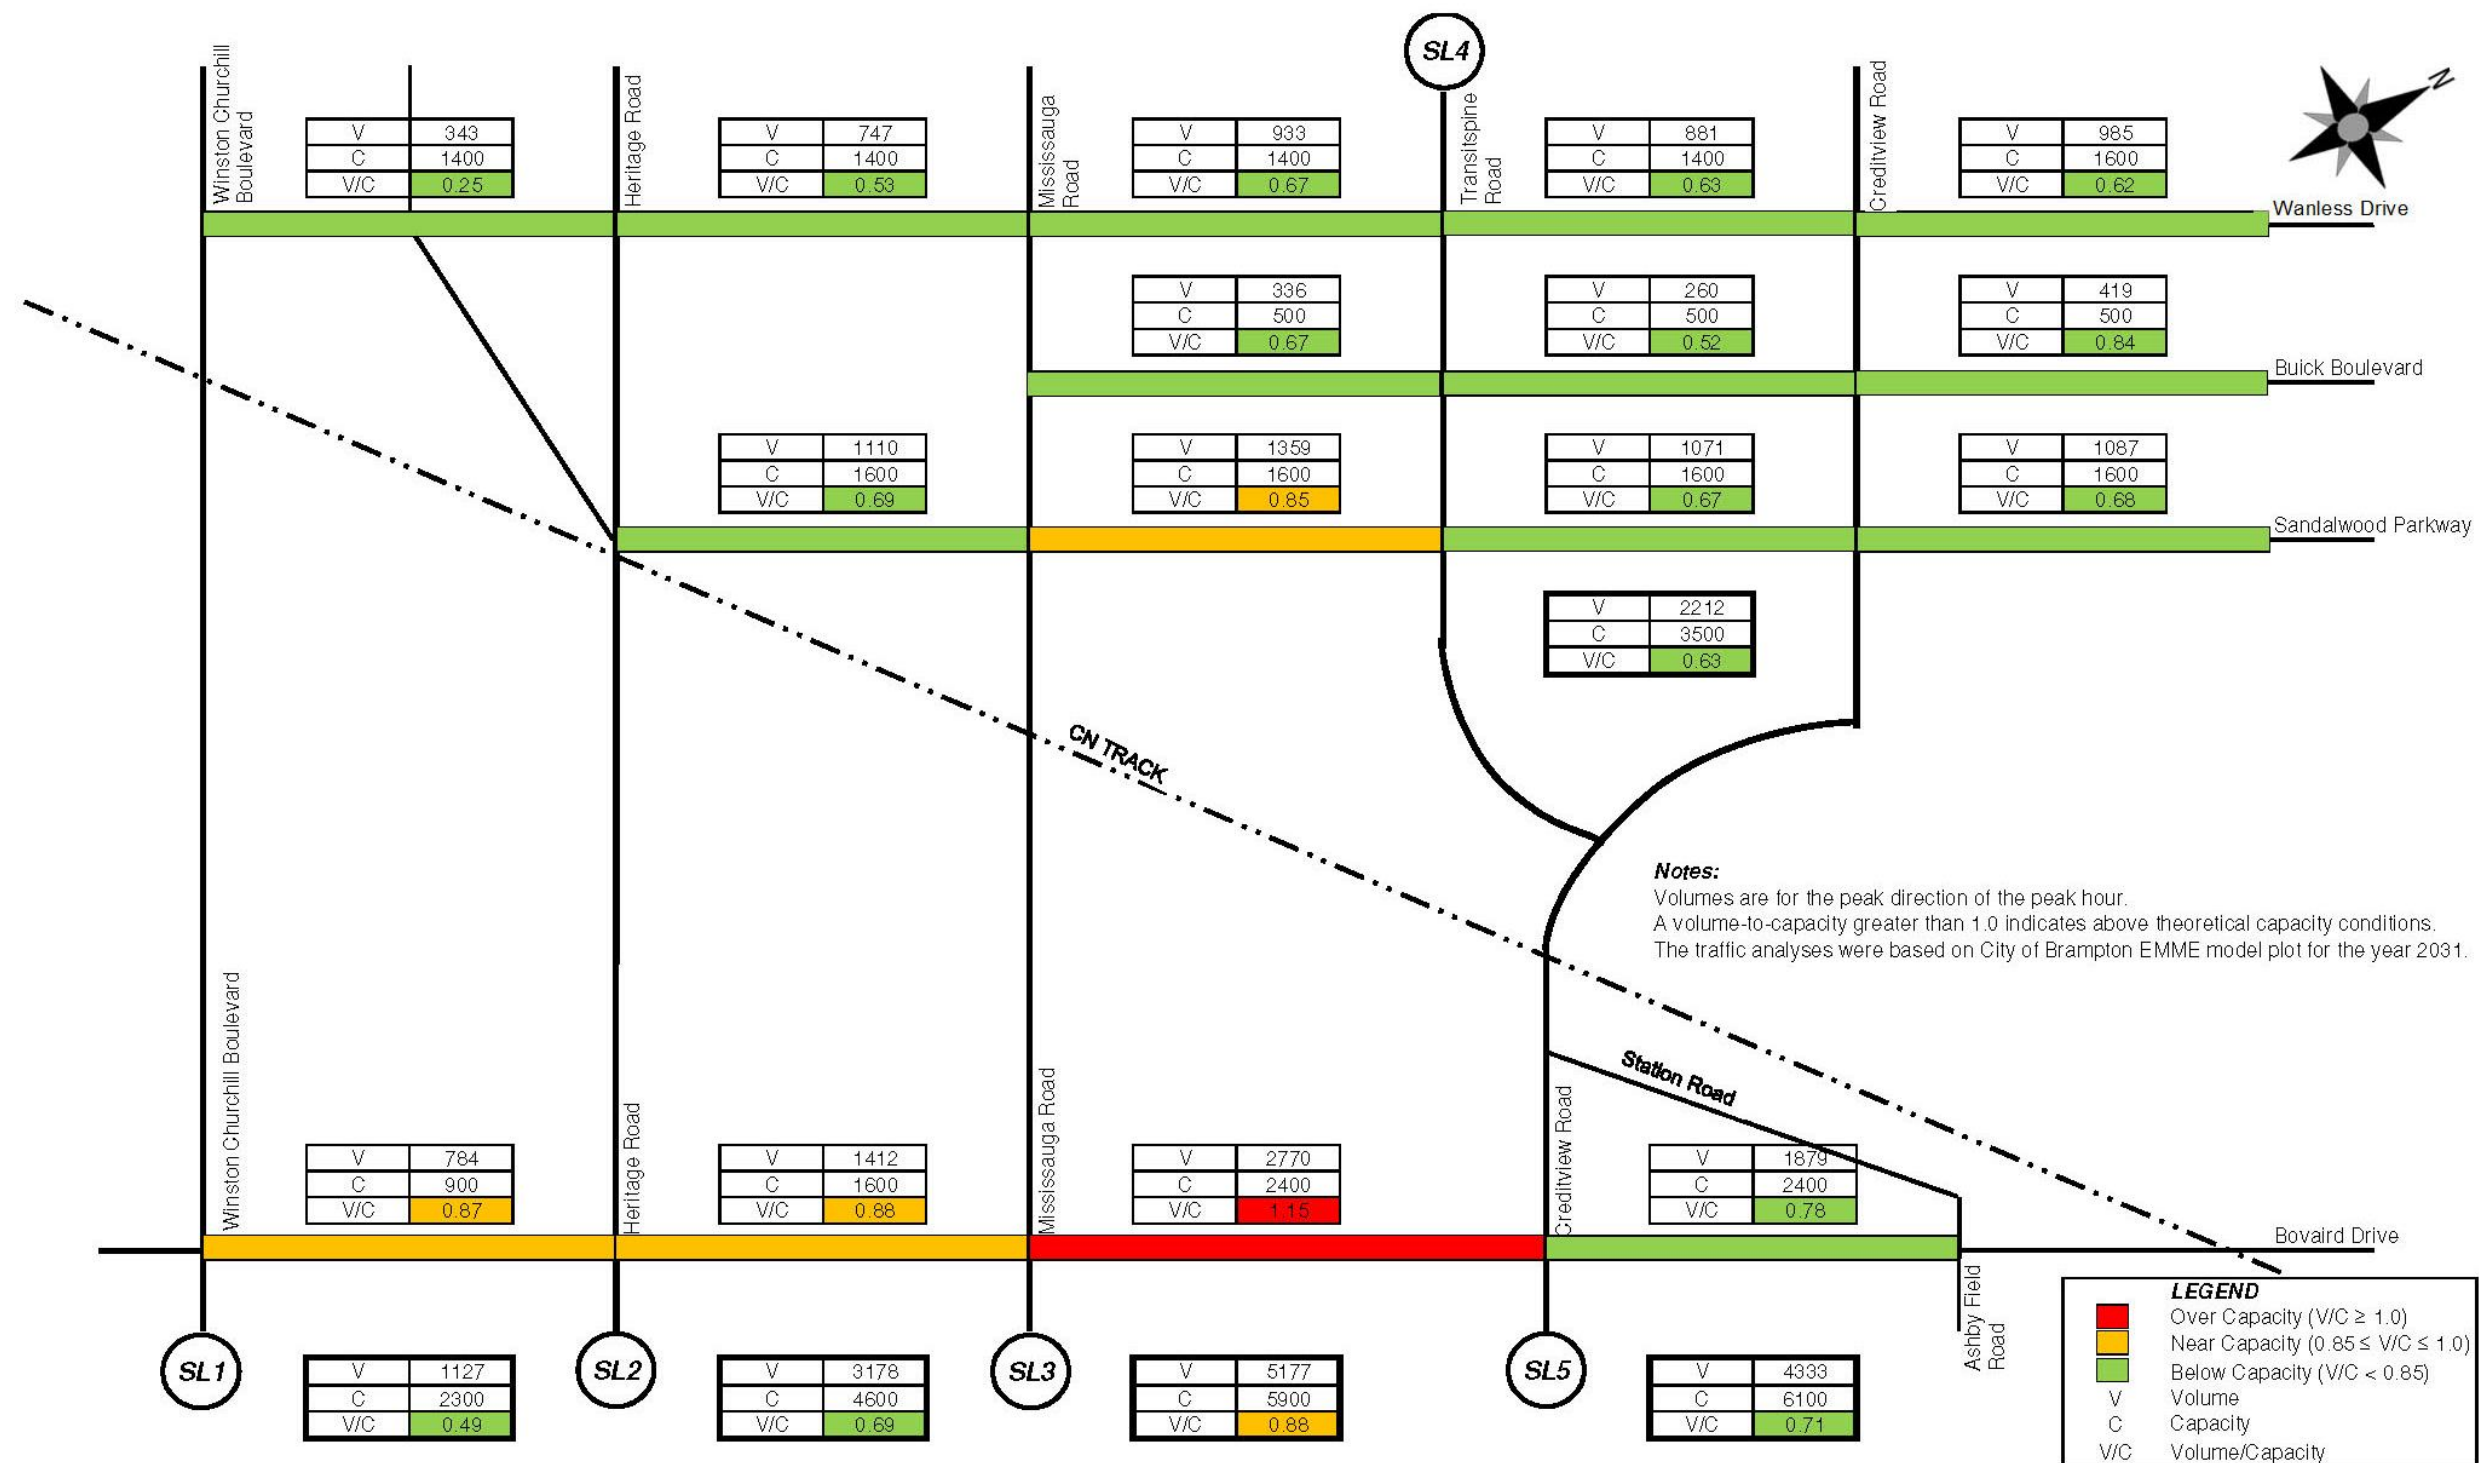 SL4
N
Winston Churchill
Boulevard
Heritage Road
Mississauga
Road
Transitspine
Road
Creditview Road
V 343
C 1400
V/C 0.25
V 747
C 1400
V/C 0.53
V 933
C 1400
V/C 0.67
V 881
C 1400
V/C 0.63
V 985
C 1600
V/C 0.62
Wanless Drive
V 336
C 500
V/C 0.67
V 260
C 500
V/C 0.52
V 419
C 500
V/C 0.84
Buick Boulevard
V 1110
C 1600
V/C 0.69
V 1359
C 1600
V/C 0.85
V 1071
C 1600
V/C 0.67
V 1087
C 1600
V/C 0.68
Sandalwood Parkway
V 2212
C 3500
V/C 0.63
CN TRACK
Notes:
Volumes are for the peak direction of the peak hour.
A volume-to-capacity greater than 1.0 indicates above theoretical capacity conditions.
The traffic analyses were based on City of Brampton EMME model plot for the year 2031.
Station Road
Winston Churchill Boulevard
Heritage Road
Mississauga Road
Creditview Road
V 784
C 900
V/C 0.87
V 1412
C 1600
V/C 0.88
V 2770
C 2400
V/C 1.15
V 1879
C 2400
V/C 0.78
Bovaird Drive
Ashby Field
Road
SL1
SL2
SL3
SL5
V 1127
C 2300
V/C 0.49
V 3178
C 4600
V/C 0.69
V 5177
C 5900
V/C 0.88
V 4333
C 6100
V/C 0.71
LEGEND
Over Capacity (V/C ≥ 1.0)
Near Capacity (0.85 ≤ V/C ≤ 1.0)
Below Capacity (V/C < 0.85)
V Volume
C Capacity
V/C Volume/Capacity